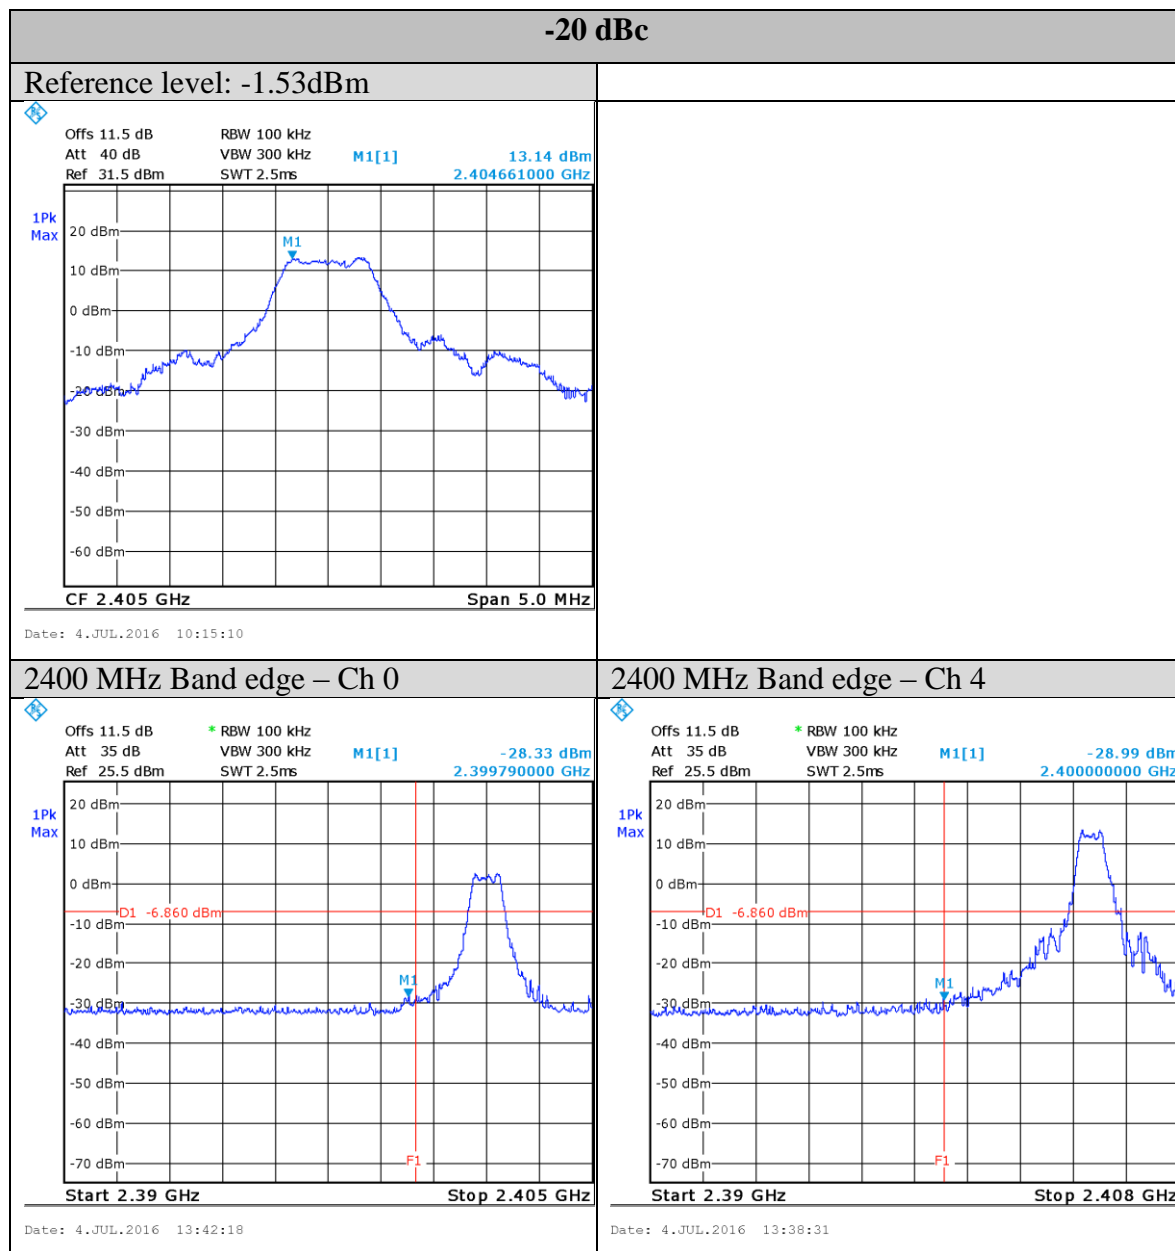 -20 dBc
Reference level: -1.53dBm
Offs 11.5 dB RBW 100 kHz
Att 40 dB VBW 300 kHz M1[1] 13.14 dBm
Ref 31.5 dBm SWT 2.5ms 2.404661000 GHz
1Pk
Max
20 dBm
M1
10 dBm
0 dBm
-10 dBm
-20 dBm
-30 dBm
-40 dBm
-50 dBm
-60 dBm
CF 2.405 GHz Span 5.0 MHz
Date: 4.JUL.2016 10:15:10
2400 MHz Band edge – Ch 0
Offs 11.5 dB * RBW 100 kHz
Att 35 dB VBW 300 kHz M1[1] -28.33 dBm
Ref 25.5 dBm SWT 2.5ms 2.399790000 GHz
1Pk
Max
20 dBm
10 dBm
0 dBm
D1 -6.860 dBm
-10 dBm
-20 dBm
M1
-30 dBm
-40 dBm
-50 dBm
-60 dBm
-70 dBm
F1
Start 2.39 GHz Stop 2.405 GHz
Date: 4.JUL.2016 13:42:18
2400 MHz Band edge – Ch 4
Offs 11.5 dB * RBW 100 kHz
Att 35 dB VBW 300 kHz M1[1] -28.99 dBm
Ref 25.5 dBm SWT 2.5ms 2.400000000 GHz
1Pk
Max
20 dBm
10 dBm
0 dBm
D1 -6.860 dBm
-10 dBm
-20 dBm
M1
-30 dBm
-40 dBm
-50 dBm
-60 dBm
-70 dBm
F1
Start 2.39 GHz Stop 2.408 GHz
Date: 4.JUL.2016 13:38:31